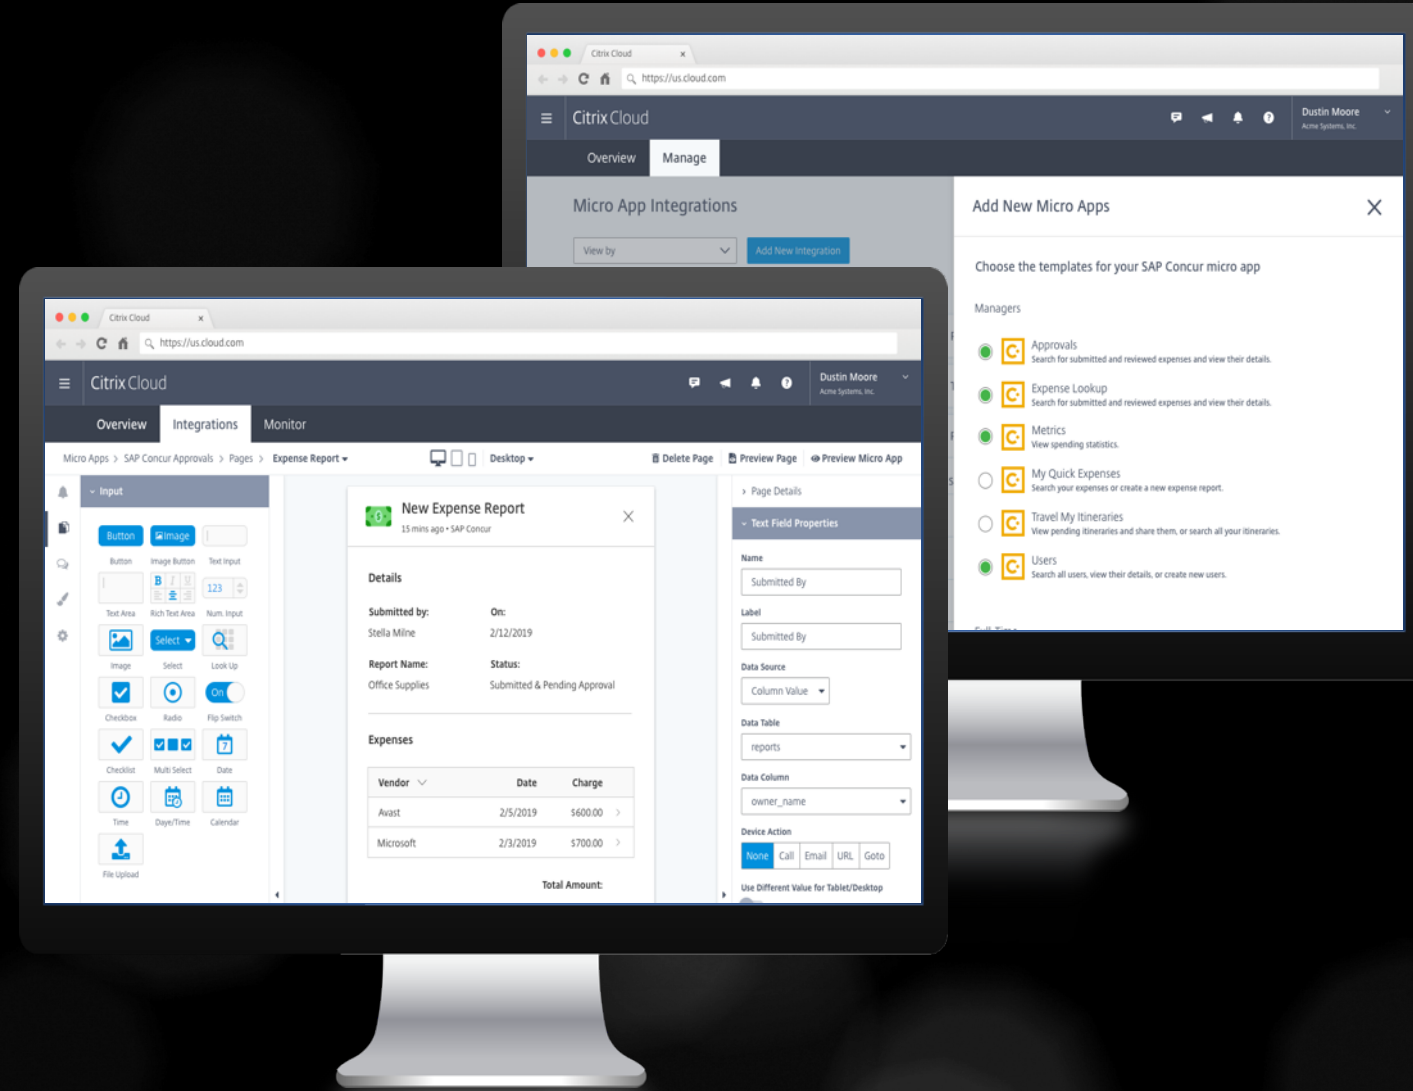 Citrix Cloud
https://us.cloud.com
Citrix Cloud
Dustin Moore
Acme Systems, Inc.
Overview Manage
Micro App Integrations
View by Add New Integration
Add New Micro Apps
Choose the templates for your SAP Concur micro app
Managers
Approvals
Search for submitted and reviewed expenses and view their details.
Expense Lookup
Search for submitted and reviewed expenses and view their details.
Metrics
View spending statistics.
My Quick Expenses
Search your expenses or create a new expense report.
Travel My Itineraries
View pending itineraries and share them, or search all your itineraries.
Users
Search all users, view their details, or create new users.
Citrix Cloud
https://us.cloud.com
Citrix Cloud
Dustin Moore
Acme Systems, Inc.
Overview Integrations Monitor
Micro Apps > SAP Concur Approvals > Pages > Expense Report
Desktop
Delete Page Preview Page Preview Micro App
Input
Button Image
Button Image Button Text Input
B I U 123
Text Area Rich Text Area Num. Input
Select
Image Select Look Up
On
Checkbox Radio Flip Switch
7
Checklist Multi Select Date
Time Daye/Time Calendar
File Upload
New Expense Report
15 mins ago • SAP Concur
Details
Submitted by: On:
Stella Milne 2/12/2019
Report Name: Status:
Office Supplies Submitted & Pending Approval
Expenses
Vendor Date Charge
Avast 2/5/2019 $600.00
Microsoft 2/3/2019 $700.00
Total Amount:
Page Details
Text Field Properties
Name
Submitted By
Label
Submitted By
Data Source
Column Value
Data Table
reports
Data Column
owner_name
Device Action
None Call Email URL Goto
Use Different Value for Tablet/Desktop